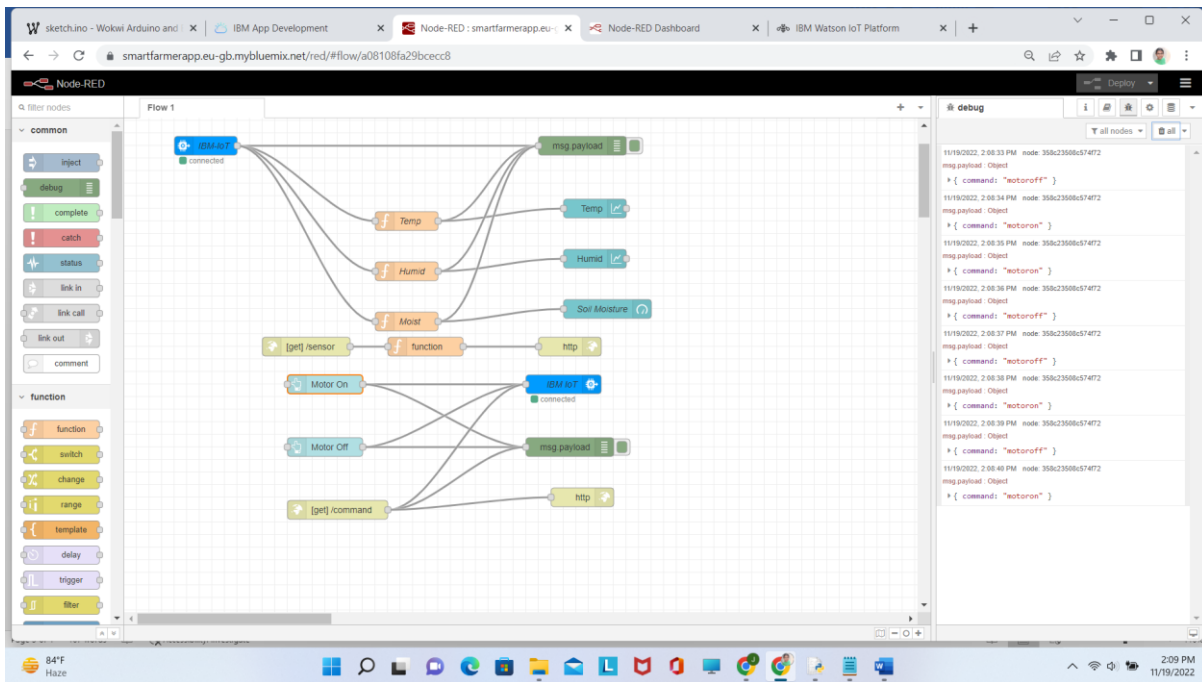 sketch.ino - Wokwi Arduino and
IBM App Development
Node-RED : smartfarmerapp.eu-g
Node-RED Dashboard
IBM Watson IoT Platform
smartfarmerapp.eu-gb.mybluemix.net/red/#flow/a08108fa29bcecc8
Node-RED
Deploy
filter nodes
Flow 1
debug
all nodes
all
common
inject
debug
complete
catch
status
link in
link call
link out
comment
function
function
switch
change
range
template
delay
trigger
filter
IBM-IoT
connected
msg.payload
Temp
Temp
Humid
Humid
Moist
Soil Moisture
[get] /sensor
function
http
Motor On
IBM IoT
connected
Motor Off
msg.payload
[get] /command
http
11/19/2022, 2:08:33 PM node: 358c23508c574f72
msg.payload : Object
{ command: "motoroff" }
11/19/2022, 2:08:34 PM node: 358c23508c574f72
msg.payload : Object
{ command: "motoron" }
11/19/2022, 2:08:35 PM node: 358c23508c574f72
msg.payload : Object
{ command: "motoron" }
11/19/2022, 2:08:36 PM node: 358c23508c574f72
msg.payload : Object
{ command: "motoroff" }
11/19/2022, 2:08:37 PM node: 358c23508c574f72
msg.payload : Object
{ command: "motoroff" }
11/19/2022, 2:08:38 PM node: 358c23508c574f72
msg.payload : Object
{ command: "motoron" }
11/19/2022, 2:08:39 PM node: 358c23508c574f72
msg.payload : Object
{ command: "motoroff" }
11/19/2022, 2:08:40 PM node: 358c23508c574f72
msg.payload : Object
{ command: "motoron" }
84°F
Haze
2:09 PM
11/19/2022